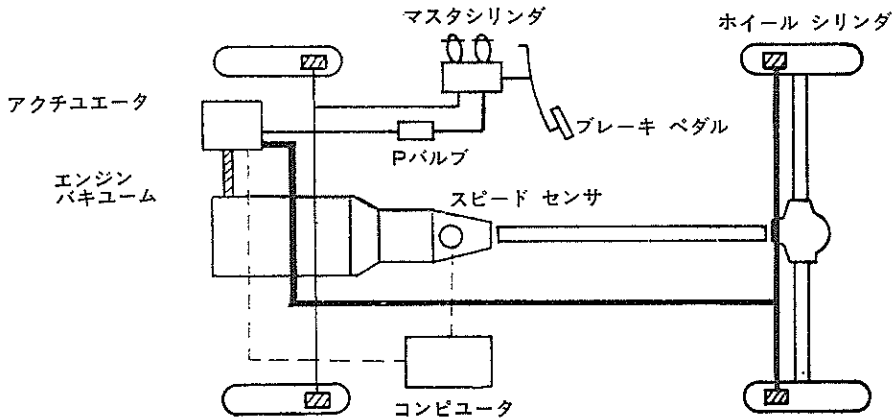 マスタシリンダ
ホイール シリンダ
アクチユエータ
ブレーキ ペダル
Pバルブ
エンジン
バキユーム
スピード センサ
コンピユータ